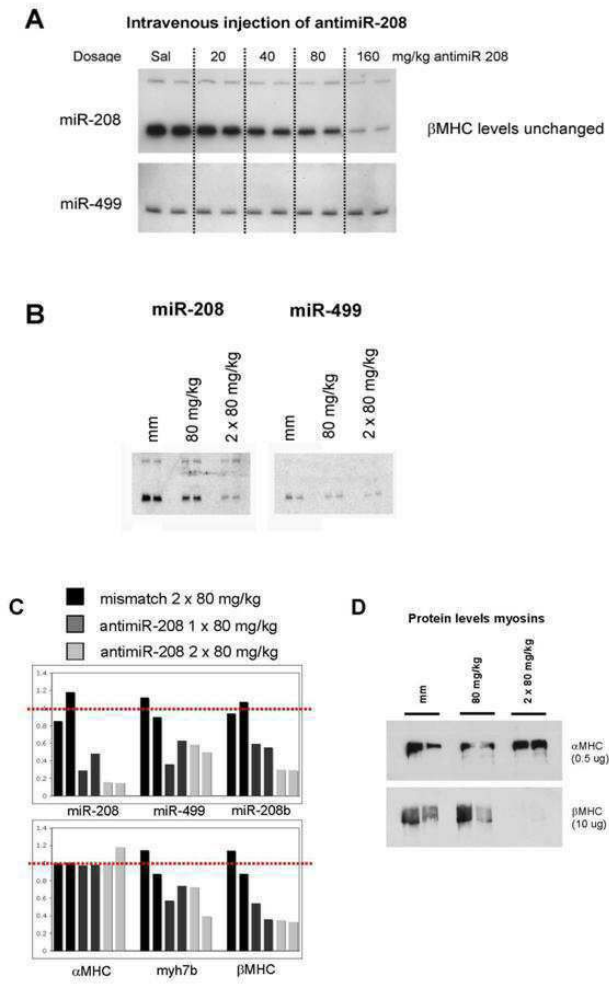 A
Intravenous injection of antimiR-208
Dosage Sal 20 40 80 160 mg/kg antimiR 208
miR-208
βMHC levels unchanged
miR-499
B
miR-208 miR-499
mm 80 mg/kg 2 x 80 mg/kg mm 80 mg/kg 2 x 80 mg/kg
C
mismatch 2 x 80 mg/kg
antimiR-208 1 x 80 mg/kg
antimiR-208 2 x 80 mg/kg
1.4
1.2
1
0.8
0.6
0.4
0.2
0
miR-208 miR-499 miR-208b
1.4
1.2
1
0.8
0.6
0.4
0.2
0
αMHC myh7b βMHC
D
Protein levels myosins
mm 80 mg/kg 2 x 80 mg/kg
αMHC
(0.5 ug)
βMHC
(10 ug)